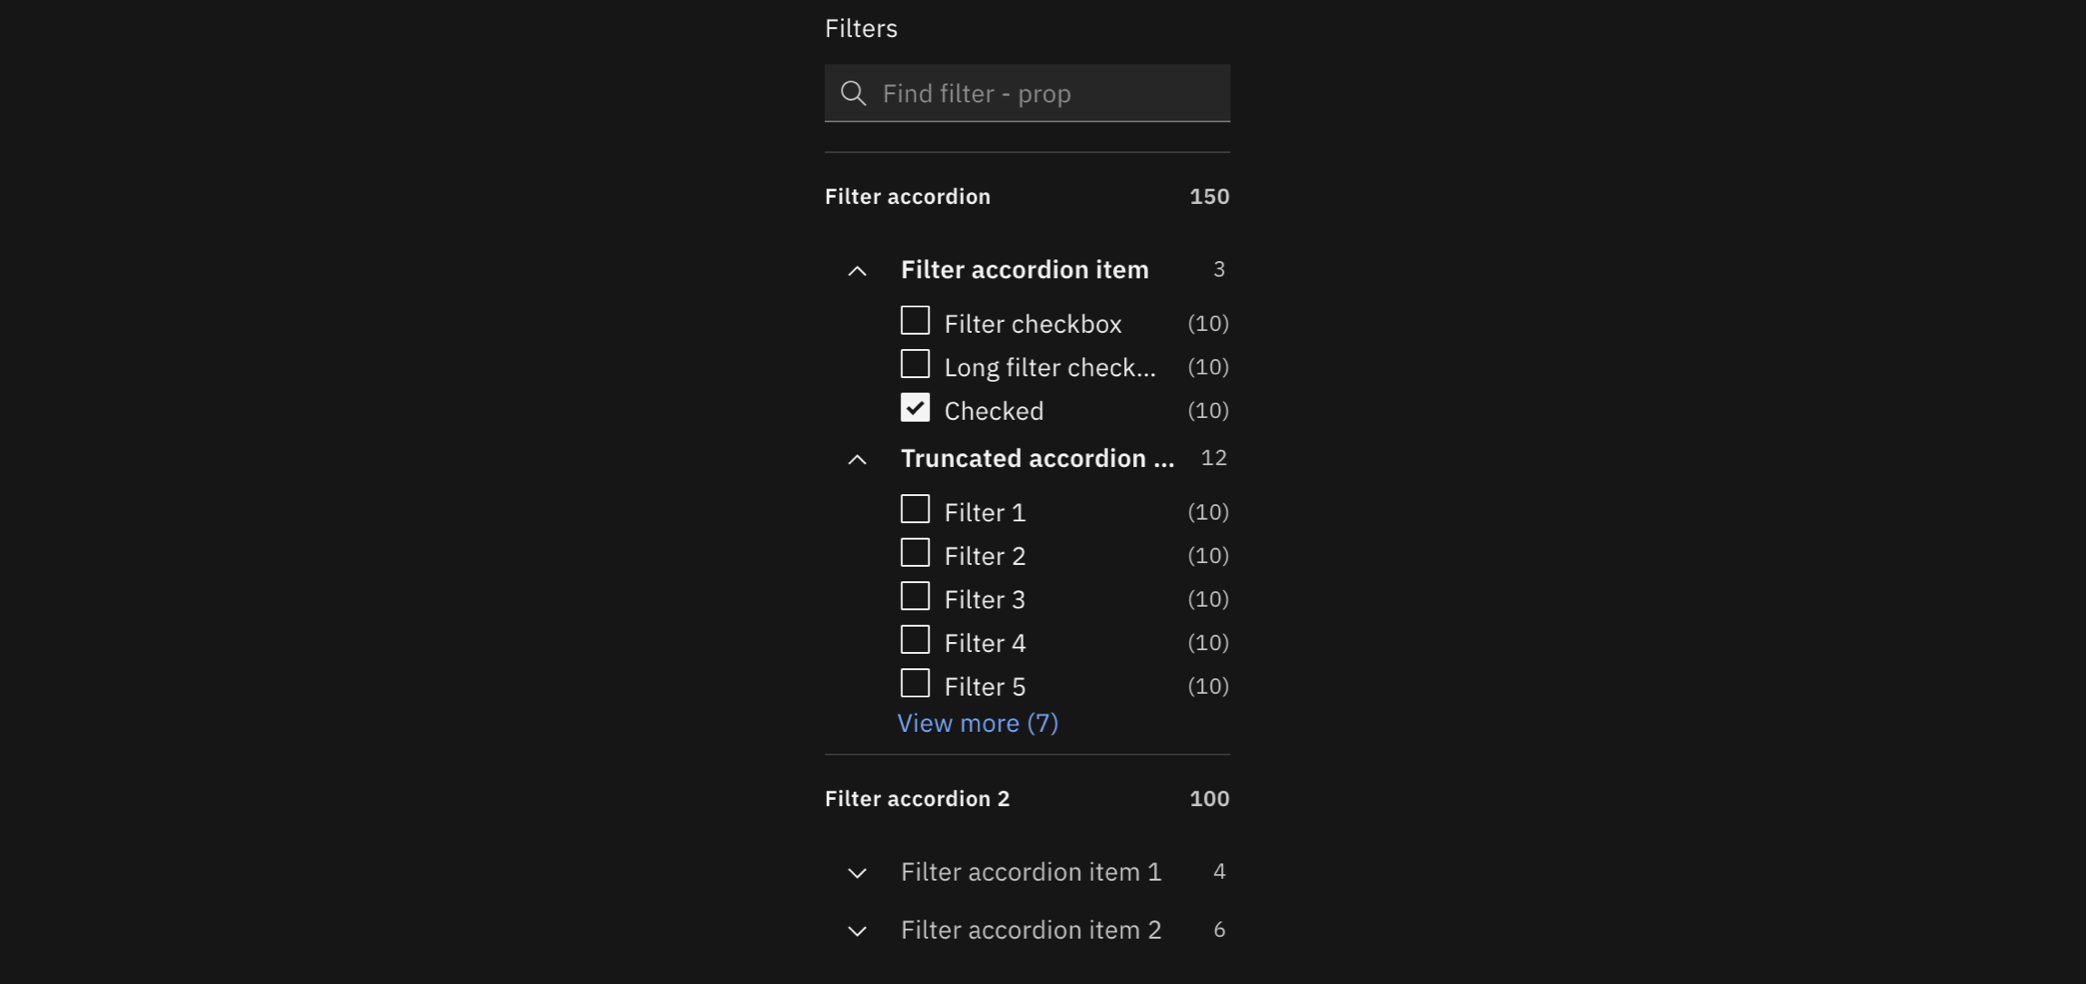 Filters
Find filter - prop
Filter accordion 150
Filter accordion item 3
Filter checkbox (10)
Long filter check... (10)
Checked (10)
Truncated accordion ... 12
Filter 1 (10)
Filter 2 (10)
Filter 3 (10)
Filter 4 (10)
Filter 5 (10)
View more (7)
Filter accordion 2 100
Filter accordion item 1 4
Filter accordion item 2 6